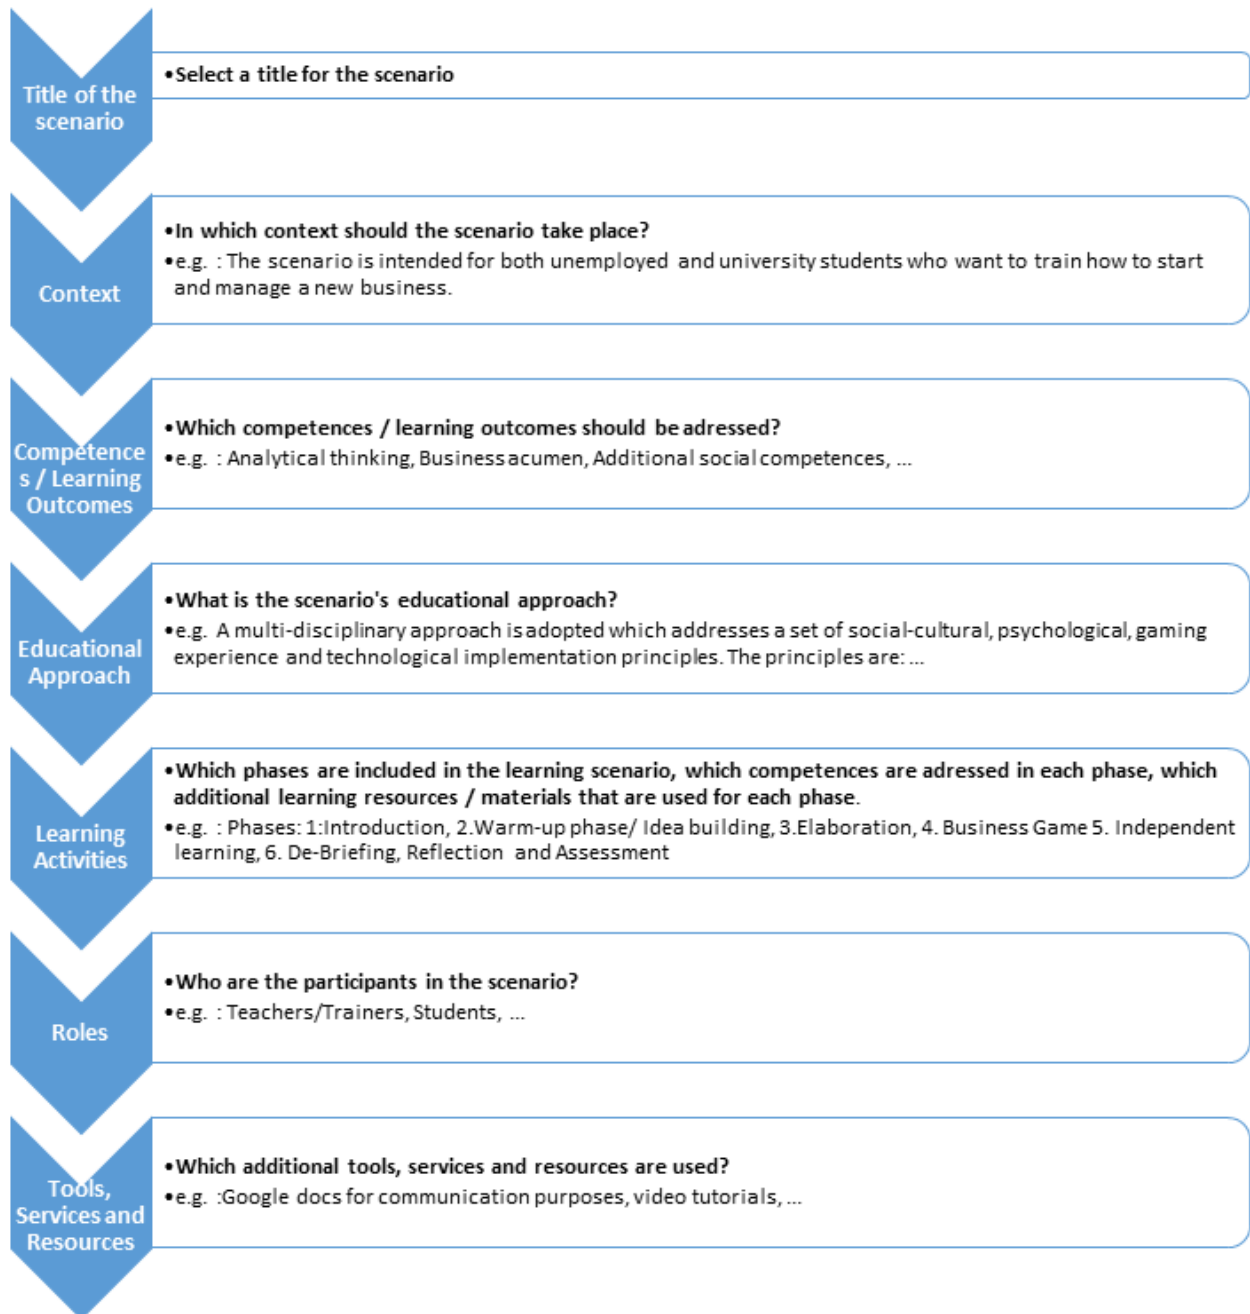 Title of the
scenario
•Select a title for the scenario
Context
•In which context should the scenario take place?
•e.g. : The scenario is intended for both unemployed and university students who want to train how to start
and manage a new business.
Competence
s / Learning
Outcomes
•Which competences / learning outcomes should be adressed?
•e.g. : Analytical thinking, Business acumen, Additional social competences, ...
Educational
Approach
•What is the scenario's educational approach?
•e.g. A multi-disciplinary approach is adopted which addresses a set of social-cultural, psychological, gaming
experience and technological implementation principles. The principles are: ...
Learning
Activities
•Which phases are included in the learning scenario, which competences are adressed in each phase, which
additional learning resources / materials that are used for each phase.
•e.g. : Phases: 1:Introduction, 2.Warm-up phase/ Idea building, 3.Elaboration, 4. Business Game 5. Independent
learning, 6. De-Briefing, Reflection and Assessment
Roles
•Who are the participants in the scenario?
•e.g. : Teachers/Trainers, Students, ...
Tools,
Services and
Resources
•Which additional tools, services and resources are used?
•e.g. :Google docs for communication purposes, video tutorials, ...